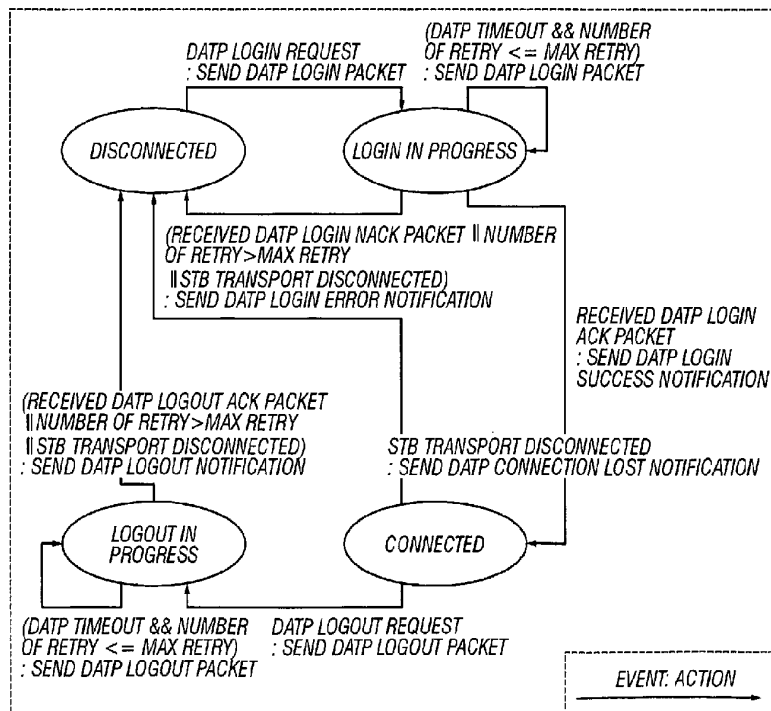 DATP LOGIN REQUEST
: SEND DATP LOGIN PACKET
(DATP TIMEOUT && NUMBER
OF RETRY <= MAX RETRY)
: SEND DATP LOGIN PACKET
DISCONNECTED
LOGIN IN PROGRESS
(RECEIVED DATP LOGIN NACK PACKET || NUMBER
OF RETRY>MAX RETRY
|| STB TRANSPORT DISCONNECTED)
: SEND DATP LOGIN ERROR NOTIFICATION
RECEIVED DATP LOGIN
ACK PACKET
: SEND DATP LOGIN
SUCCESS NOTIFICATION
(RECEIVED DATP LOGOUT ACK PACKET
|| NUMBER OF RETRY>MAX RETRY
|| STB TRANSPORT DISCONNECTED)
: SEND DATP LOGOUT NOTIFICATION
STB TRANSPORT DISCONNECTED
: SEND DATP CONNECTION LOST NOTIFICATION
LOGOUT IN
PROGRESS
CONNECTED
(DATP TIMEOUT && NUMBER
OF RETRY <= MAX RETRY)
: SEND DATP LOGOUT PACKET
DATP LOGOUT REQUEST
: SEND DATP LOGOUT PACKET
EVENT: ACTION